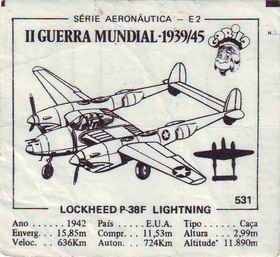 SÉRIE AERONÁUTICA - E2
II GUERRA MUNDIAL-1939/45
531
LOCKHEED P-38F LIGHTNING
Ano ..... 1942 País ..... E.U.A. Tipo ..... Caça
Enverg. ... 15,85m Compr. ... 11,53m Altura ..... 2,99m
Veloc. .. 636Km Auton. .. 724Km Altitude' 11.890m